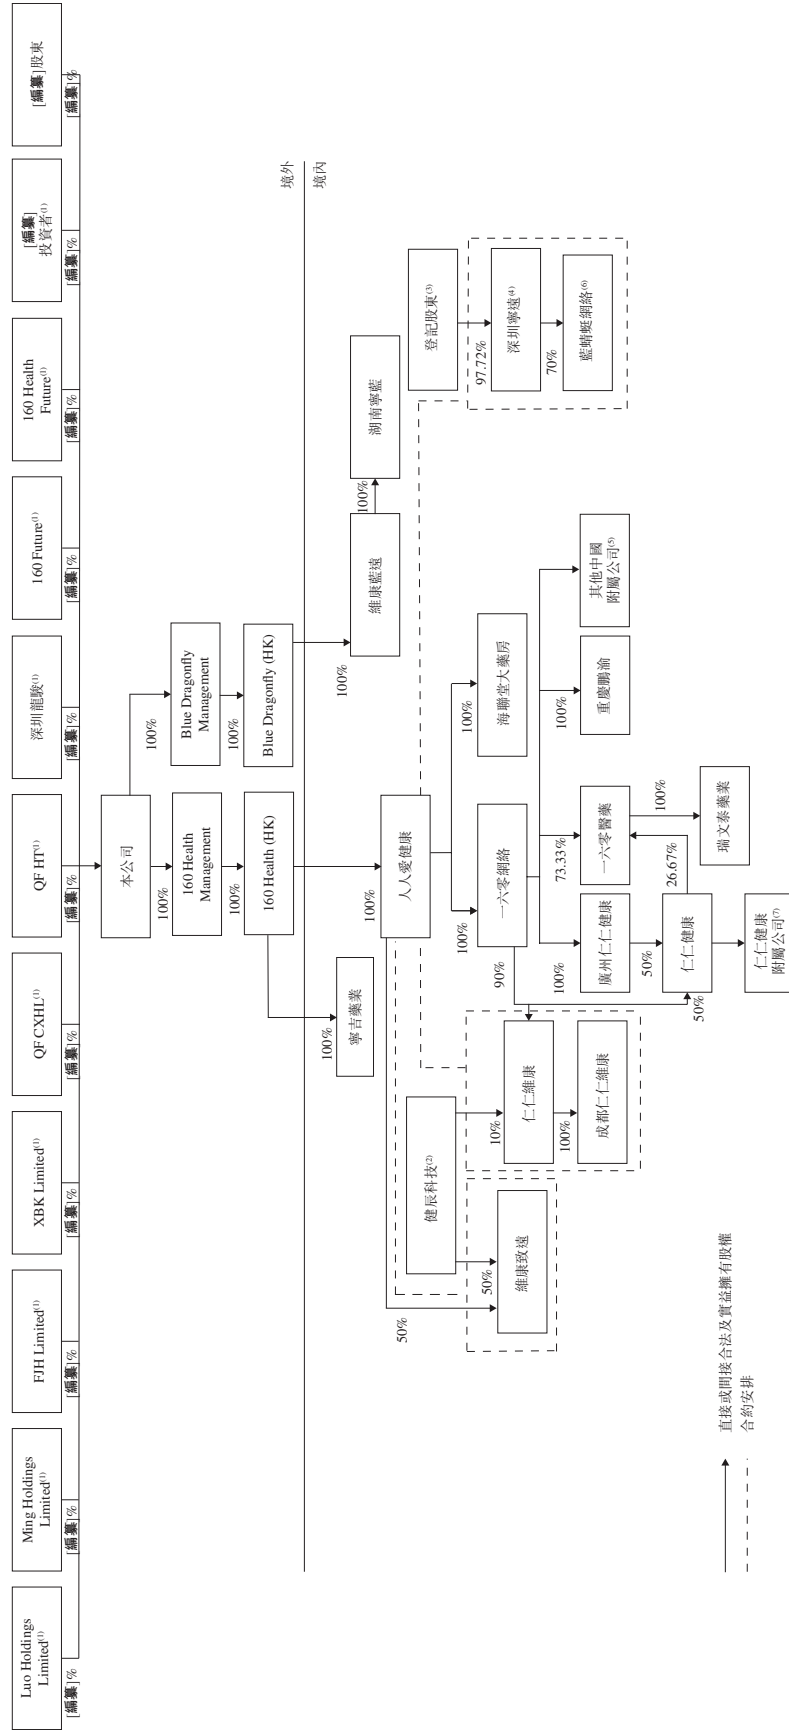 Luo Holdings
Limited(1)
Ming Holdings
Limited(1)
FJH Limited(1)
XBK Limited(1)
QF CXHL(1)
QF HT(1)
深圳龍駿(1)
160 Future(1)
160 Health
Future(1)
[編纂]
投資者(1)
[編纂]股東
[編纂]%
[編纂]%
[編纂]%
[編纂]%
[編纂]%
[編纂]%
[編纂]%
[編纂]%
[編纂]%
[編纂]%
[編纂]%
本公司
100%
100%
160 Health
Management
Blue Dragonfly
Management
100%
100%
160 Health (HK)
Blue Dragonfly (HK)
境外
境內
100%
100%
100%
寧吉藥業
人人愛健康
維康藍遠
100%
湖南寧藍
健辰科技(2)
登記股東(3)
50%
50%
10%
90%
100%
100%
97.72%
維康致遠
仁仁維康
一六零網絡
海聯堂大藥房
深圳寧遠(4)
100%
100%
73.33%
100%
70%
成都仁仁維康
廣州仁仁健康
一六零醫藥
重慶鵬渝
其他中國
附屬公司(5)
藍蜻蜓網絡(6)
50%
50%
26.67%
100%
仁仁健康
瑞文泰藥業
仁仁健康
附屬公司(7)
直接或間接合法及實益擁有股權
合約安排